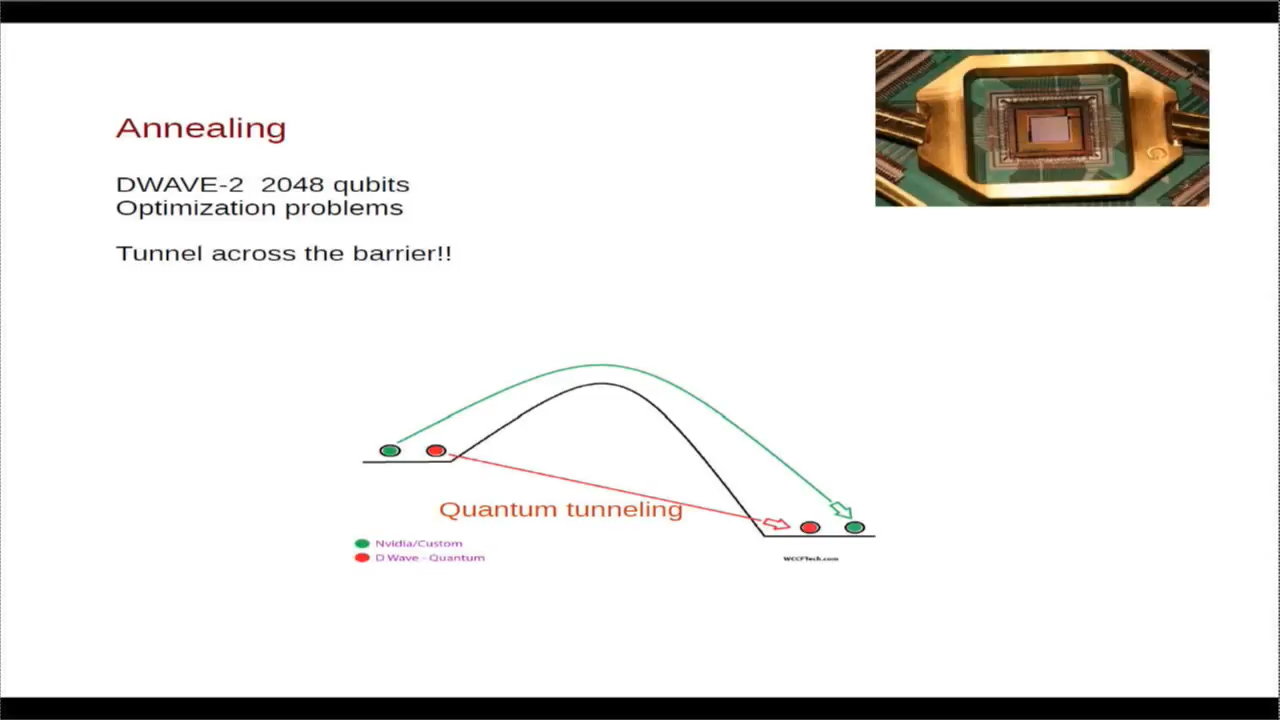 Annealing
DWAVE-2 2048 qubits
Optimization problems
Tunnel across the barrier!!
Quantum tunneling
Nvidia/Custom
D Wave - Quantum
WCCFTech.com